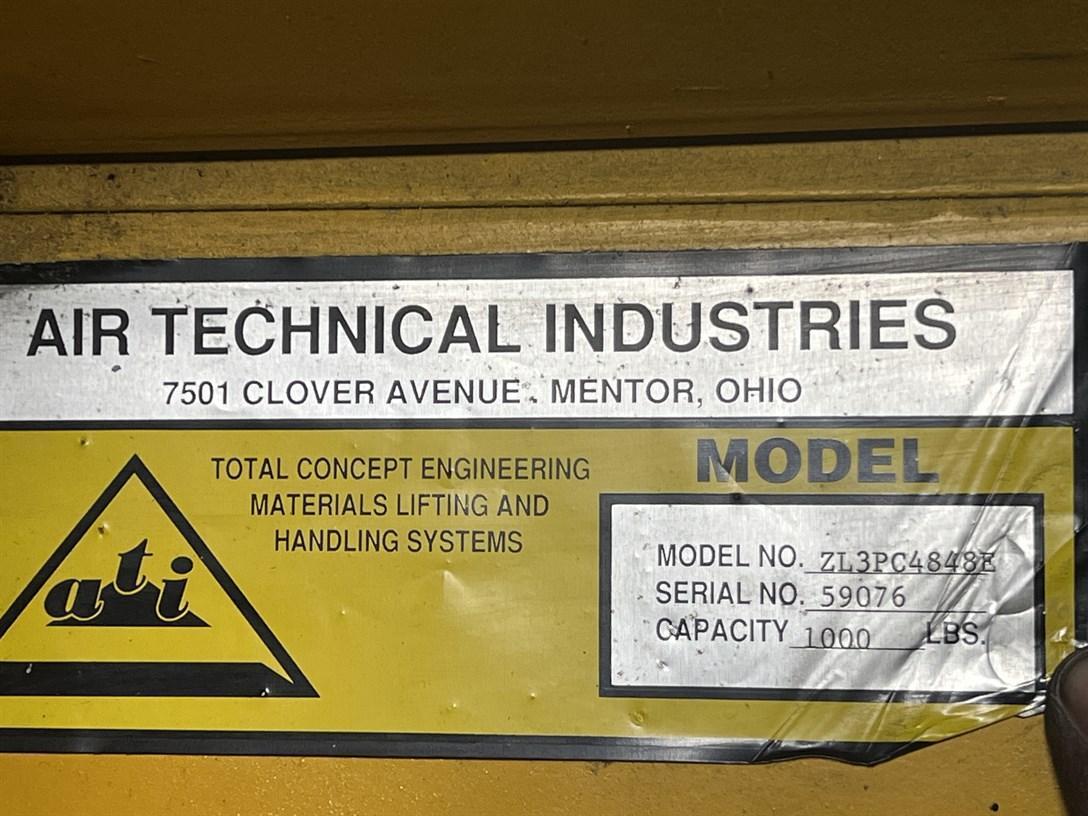 AIR TECHNICAL INDUSTRIES
7501 CLOVER AVENUE. MENTOR, OHIO
TOTAL CONCEPT ENGINEERING
MATERIALS LIFTING AND
HANDLING SYSTEMS
ati
MODEL
MODEL NO. ZL3PC4848E
SERIAL NO. 59076
CAPACITY 1000 LBS.